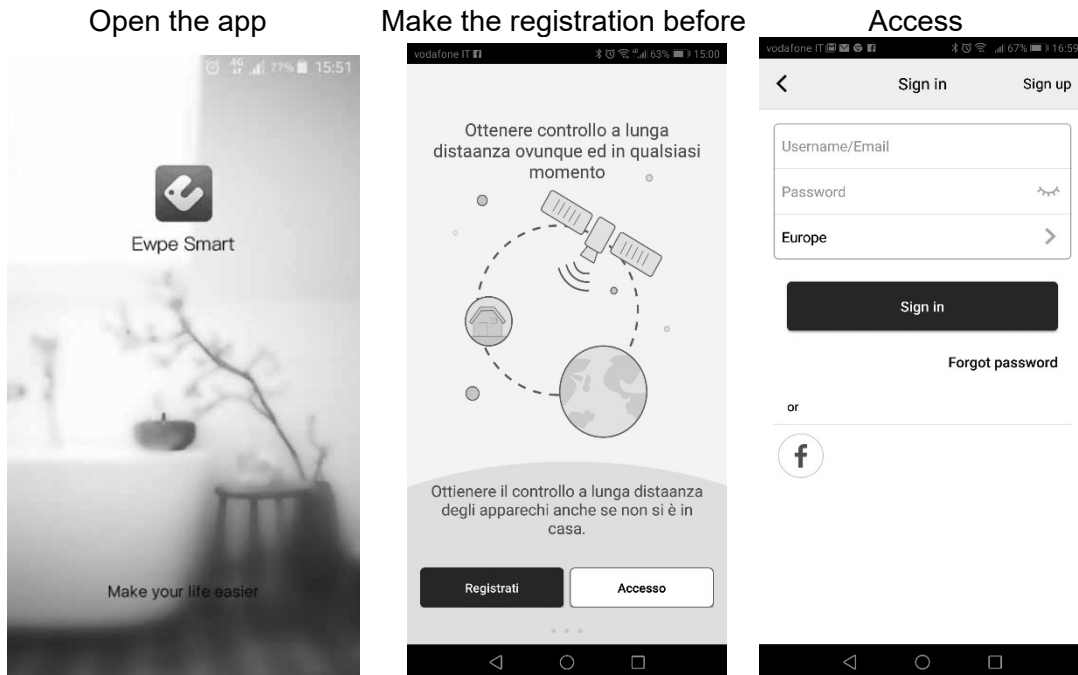 Open the app
Make the registration before
Access
4G 77% 15:51
Ewpe Smart
Make your life easier
vodafone IT 63% 15:00
Ottenere controllo a lunga
distaanza ovunque ed in qualsiasi
momento
Ottienere il controllo a lunga distaanza
degli apparechi anche se non si è in
casa.
Registrati
Accesso
vodafone IT 67% 16:59
Sign in
Sign up
Username/Email
Password
Europe
Sign in
Forgot password
or
f